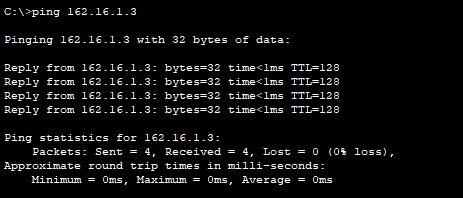 C:\>ping 162.16.1.3
Pinging 162.16.1.3 with 32 bytes of data:
Reply from 162.16.1.3: bytes=32 time<1ms TTL=128
Reply from 162.16.1.3: bytes=32 time<1ms TTL=128
Reply from 162.16.1.3: bytes=32 time<1ms TTL=128
Reply from 162.16.1.3: bytes=32 time<1ms TTL=128
Ping statistics for 162.16.1.3:
Packets: Sent = 4, Received = 4, Lost = 0 (0% loss),
Approximate round trip times in milli-seconds:
Minimum = 0ms, Maximum = 0ms, Average = 0ms